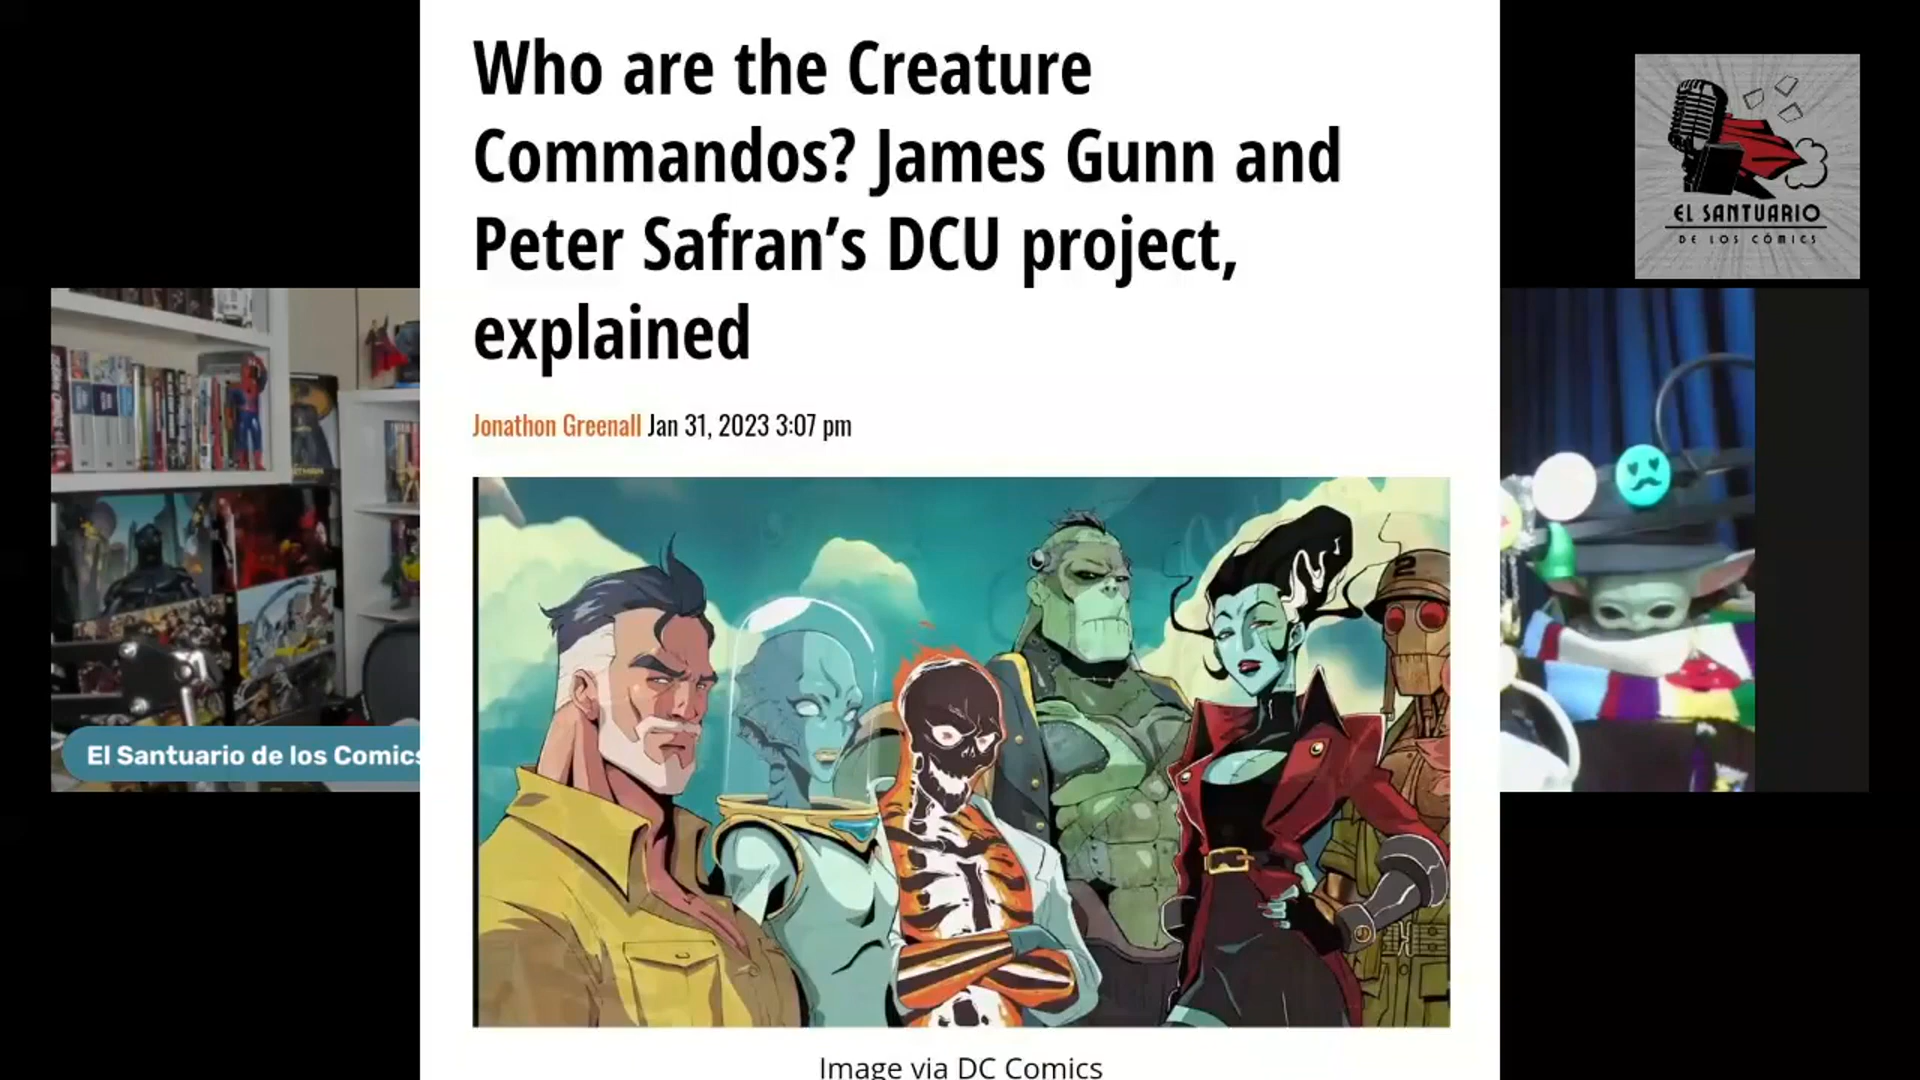 Who are the Creature
Commandos? James Gunn and
Peter Safran’s DCU project,
explained
Jonathon Greenall Jan 31, 2023 3:07 pm
2
Image via DC Comics
El Santuario de los Comics
EL SANTUARIO
DE LOS CÓMICS